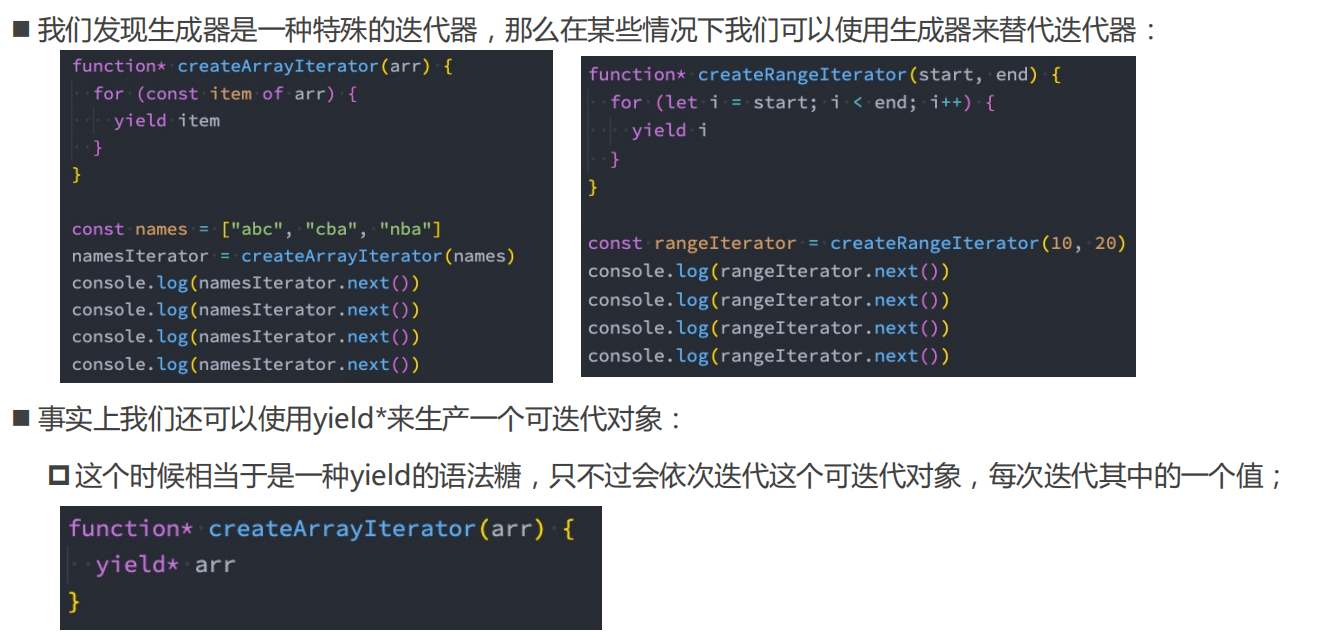 ■ 我们发现生成器是一种特殊的迭代器，那么在某些情况下我们可以使用生成器来替代迭代器：
function* createArrayIterator(arr) {
  for (const item of arr) {
    yield item
  }
}

const names = ["abc", "cba", "nba"]
namesIterator = createArrayIterator(names)
console.log(namesIterator.next())
console.log(namesIterator.next())
console.log(namesIterator.next())
console.log(namesIterator.next())
function* createRangeIterator(start, end) {
  for (let i = start; i < end; i++) {
    yield i
  }
}

const rangeIterator = createRangeIterator(10, 20)
console.log(rangeIterator.next())
console.log(rangeIterator.next())
console.log(rangeIterator.next())
console.log(rangeIterator.next())
■ 事实上我们还可以使用yield*来生产一个可迭代对象：
这个时候相当于是一种yield的语法糖，只不过会依次迭代这个可迭代对象，每次迭代其中的一个值；
function* createArrayIterator(arr) {
  yield* arr
}